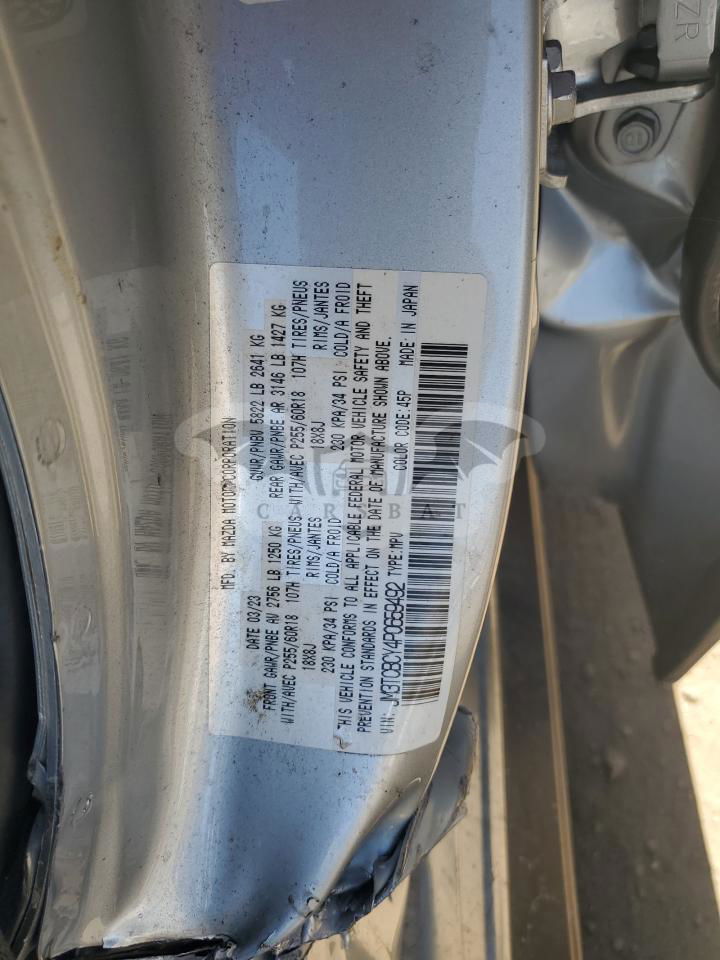 MFD. BY MAZDA MOTOR CORPORATION
DATE 03/23 GVWR/PNBV 5822 LB 2641 KG
FRONT GAWR/PNBE AV 2756 LB 1250 KG REAR GAWR/PNBE AR 3146 LB 1427 KG
WITH/AVEC P255/60R18 107H TIRES/PNEUS WITH/AVEC P255/60R18 107H TIRES/PNEUS
18X8J RIMS/JANTES 18X8J RIMS/JANTES
230 KPA/34 PSI COLD/A FROID 230 KPA/34 PSI COLD/A FROID
THIS VEHICLE CONFORMS TO ALL APPLICABLE FEDERAL MOTOR VEHICLE SAFETY AND THEFT
PREVENTION STANDARDS IN EFFECT ON THE DATE OF MANUFACTURE SHOWN ABOVE.
VIN: JM3TCBCY4P0659492 TYPE:MPV COLOR CODE:45P MADE IN JAPAN
CARMBAT
ZR